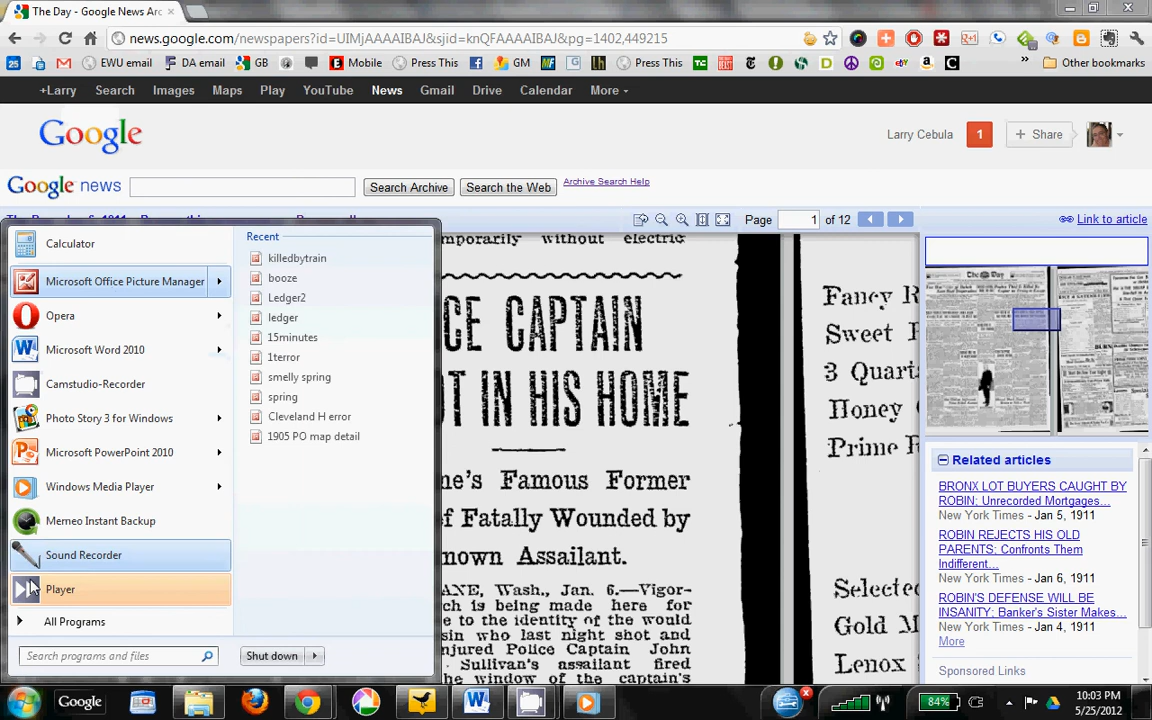 The Day - Google News Arc
news.google.com/newspapers?id=UIMjAAAAIBAJ&sjid=knQFAAAAIBAJ&pg=1402,449215
25
EWU email
DA email
GB
Mobile
Press This
GM
Press This
Other bookmarks
+Larry Search Images Maps Play YouTube News Gmail Drive Calendar More
Google
Larry Cebula
1
+ Share
Google news
Search Archive
Search the Web
Archive Search Help
Page 1 of 12
Link to article
Calculator
Microsoft Office Picture Manager
Opera
Microsoft Word 2010
Camstudio-Recorder
Photo Story 3 for Windows
Microsoft PowerPoint 2010
Windows Media Player
Memeo Instant Backup
Sound Recorder
Player
All Programs
Search programs and files
Shut down
Recent
killedbytrain
booze
Ledger2
ledger
15minutes
1terror
smelly spring
spring
Cleveland H error
1905 PO map detail
mporarily without electric
CE CAPTAIN
OT IN HIS HOME
ne's Famous Former
f Fatally Wounded by
nown Assailant.
ANE, Wash., Jan. 6.—Vigor-
ch is being made here for
e to the identity of the would
sin who last night shot and
njured Police Captain John
Sullivan's assailant fired
the window of the captain's
Fancy R
Sweet
3 Quart
Honey
Prime R
Selected
Gold M
Lenox
The Day
Related articles
BRONX LOT BUYERS CAUGHT BY
ROBIN; Unrecorded Mortgages...
New York Times - Jan 5, 1911
ROBIN REJECTS HIS OLD
PARENTS; Confronts Them
Indifferent...
New York Times - Jan 6, 1911
ROBIN'S DEFENSE WILL BE
INSANITY; Banker's Sister Makes...
New York Times - Jan 4, 1911
More
Sponsored Links
Google
84%
10:03 PM
5/25/2012